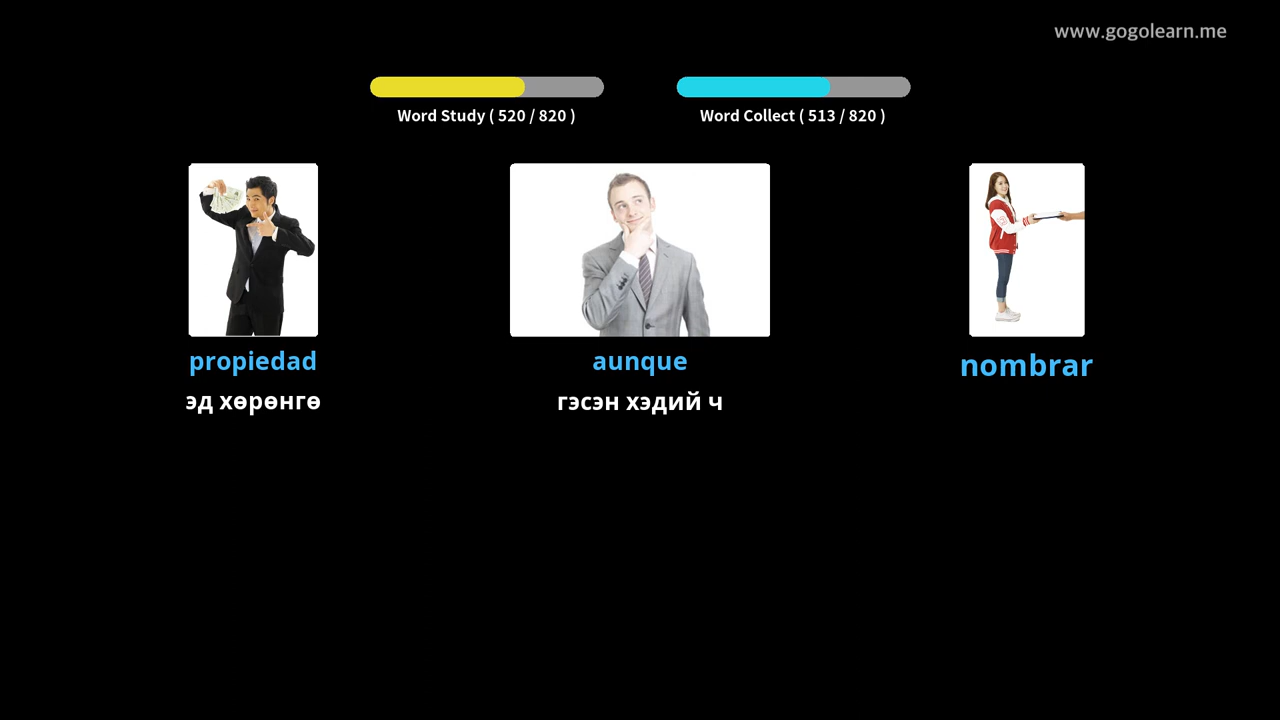 www.gogolearn.me
Word Study ( 520 / 820 )
Word Collect ( 513 / 820 )
propiedad
aunque
nombrar
эд хөрөнгө
гэсэн хэдий ч